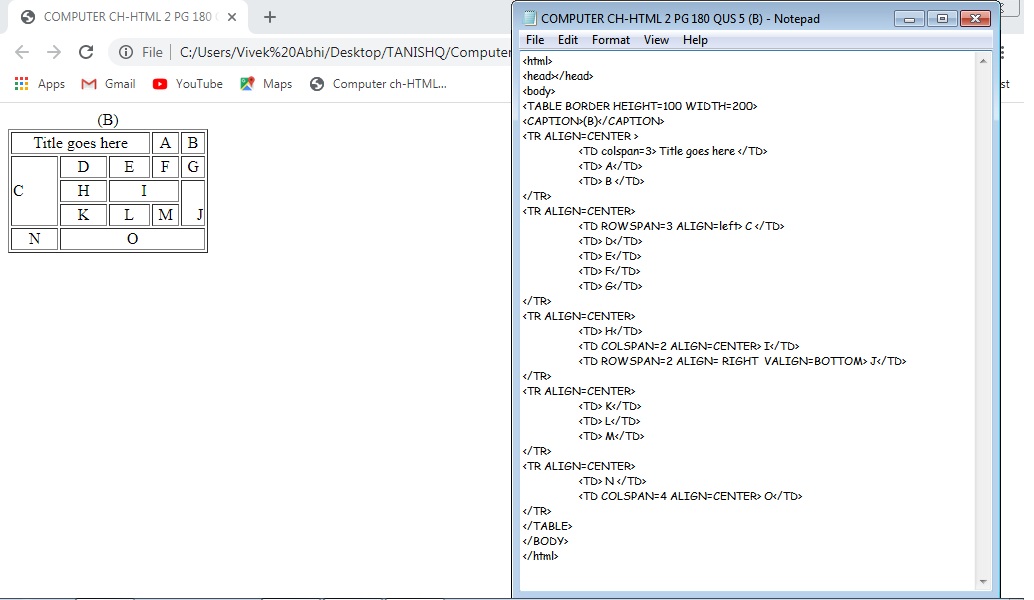 COMPUTER CH-HTML 2 PG 180
File C:/Users/Vivek%20Abhi/Desktop/TANISHQ/Computer
Apps Gmail YouTube Maps Computer ch-HTML...
st
(B)
Title goes here A B
C D E F G
H I
K L M J
N O
COMPUTER CH-HTML 2 PG 180 QUS 5 (B) - Notepad
File Edit Format View Help
<html>
<head></head>
<body>
<TABLE BORDER HEIGHT=100 WIDTH=200>
<CAPTION>(B)</CAPTION>
<TR ALIGN=CENTER >
<TD colspan=3> Title goes here </TD>
<TD> A</TD>
<TD> B </TD>
</TR>
<TR ALIGN=CENTER>
<TD ROWSPAN=3 ALIGN=left> C </TD>
<TD> D</TD>
<TD> E</TD>
<TD> F</TD>
<TD> G</TD>
</TR>
<TR ALIGN=CENTER>
<TD> H</TD>
<TD COLSPAN=2 ALIGN=CENTER> I</TD>
<TD ROWSPAN=2 ALIGN= RIGHT  VALIGN=BOTTOM> J</TD>
</TR>
<TR ALIGN=CENTER>
<TD> K</TD>
<TD> L</TD>
<TD> M</TD>
</TR>
<TR ALIGN=CENTER>
<TD> N </TD>
<TD COLSPAN=4 ALIGN=CENTER> O</TD>
</TR>
</TABLE>
</BODY>
</html>